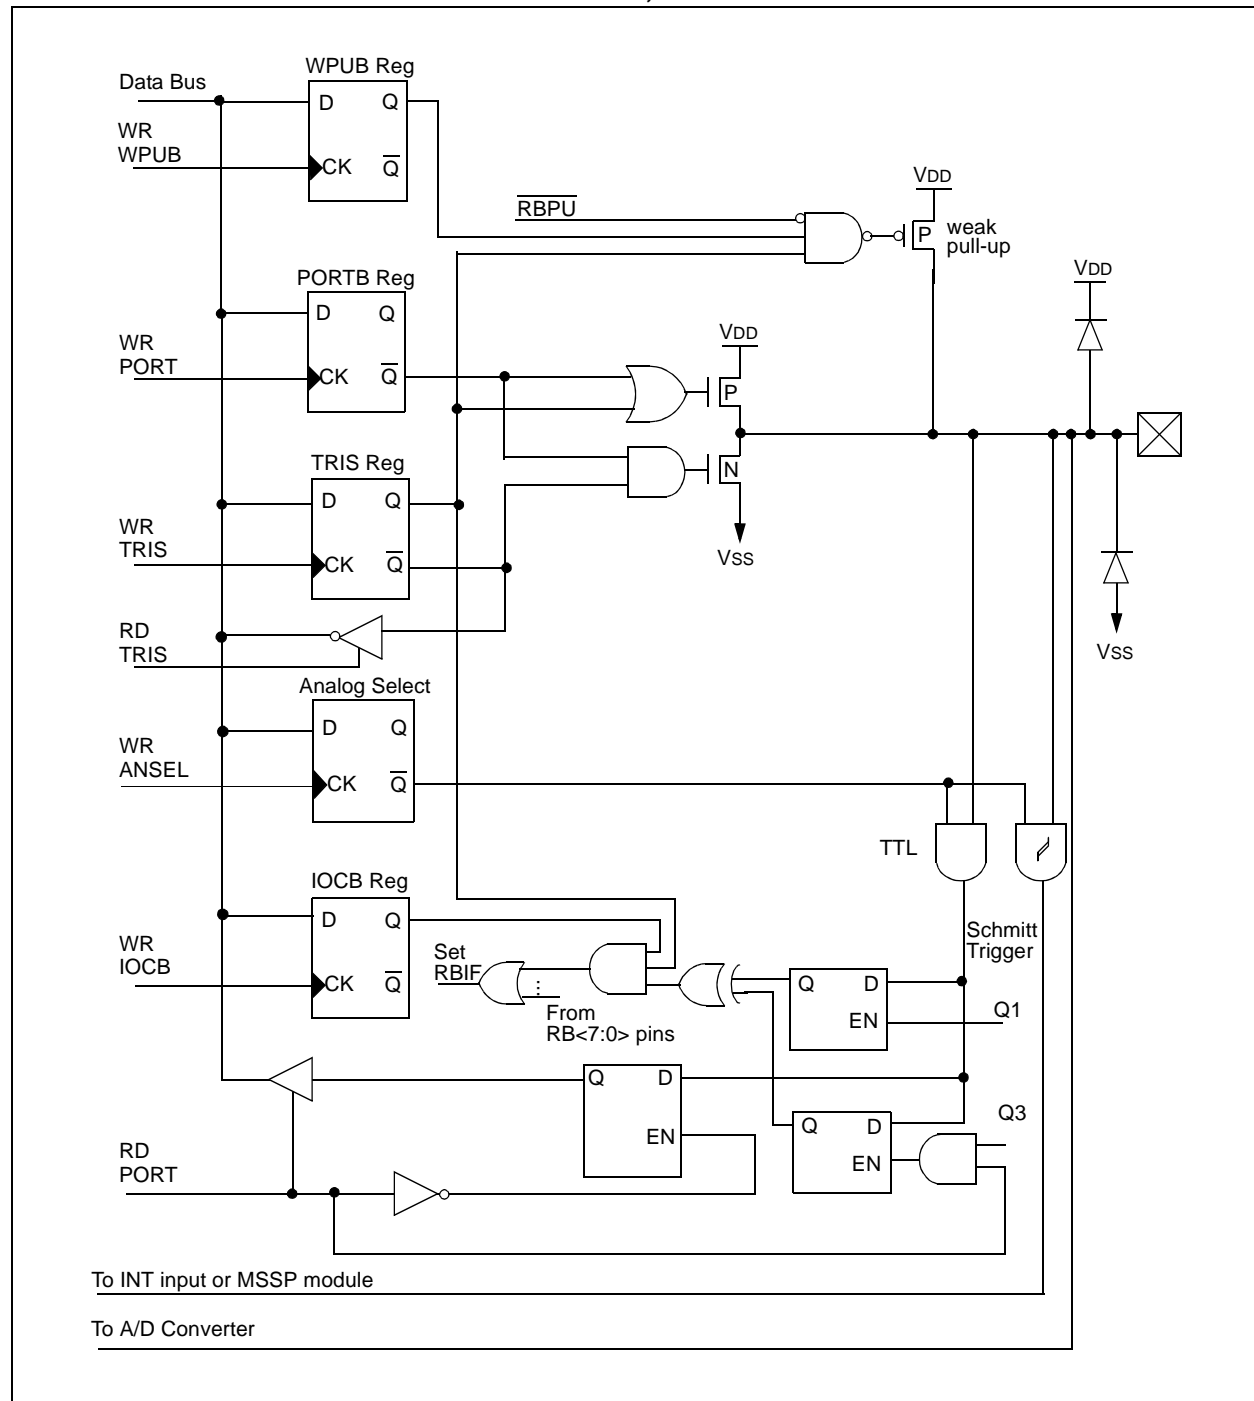 WPUB Reg
Data Bus
D Q
WR
WPUB
CK Q̅
VDD
R̅B̅P̅U̅
P
weak
pull-up
VDD
PORTB Reg
D Q
WR
PORT
CK Q̅
VDD
P
TRIS Reg
D Q
N
WR
TRIS
CK Q̅
VSS
RD
TRIS
VSS
Analog Select
D Q
WR
ANSEL
CK Q̅
TTL
IOCB Reg
D Q
Schmitt
Trigger
WR
IOCB
Set
RBIF
CK Q̅
Q D
EN
Q1
From
RB<7:0> pins
Q D
EN
Q3
Q D
EN
RD
PORT
To INT input or MSSP module
To A/D Converter